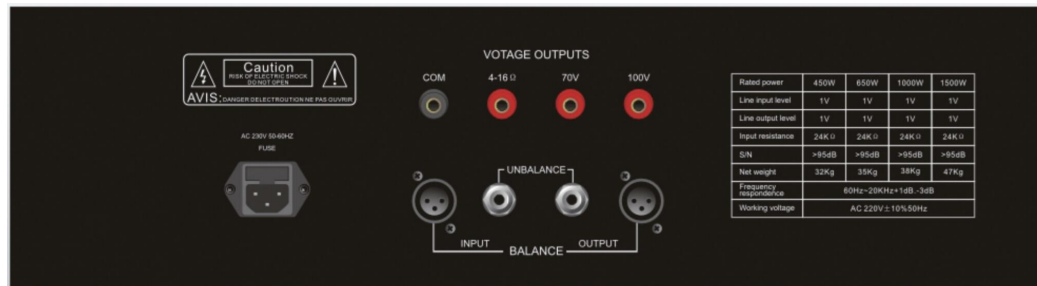 Caution
RISK OF ELECTRIC SHOCK
DO NOT OPEN
AVIS: DANGER DELECTROUTION NE PAS OUVRIR
AC 230V 50-60HZ
FUSE
VOTAGE OUTPUTS
COM 4-16Ω 70V 100V
UNBALANCE
INPUT OUTPUT
BALANCE
Rated power 450W 650W 1000W 1500W
Line input level 1V 1V 1V 1V
Line output level 1V 1V 1V 1V
Input resistance 24KΩ 24KΩ 24KΩ 24KΩ
S/N >95dB >95dB >95dB >95dB
Net weight 32Kg 35Kg 38Kg 47Kg
Frequency
respondence 60Hz~20KHz+1dB.-3dB
Working voltage AC 220V±10%50Hz